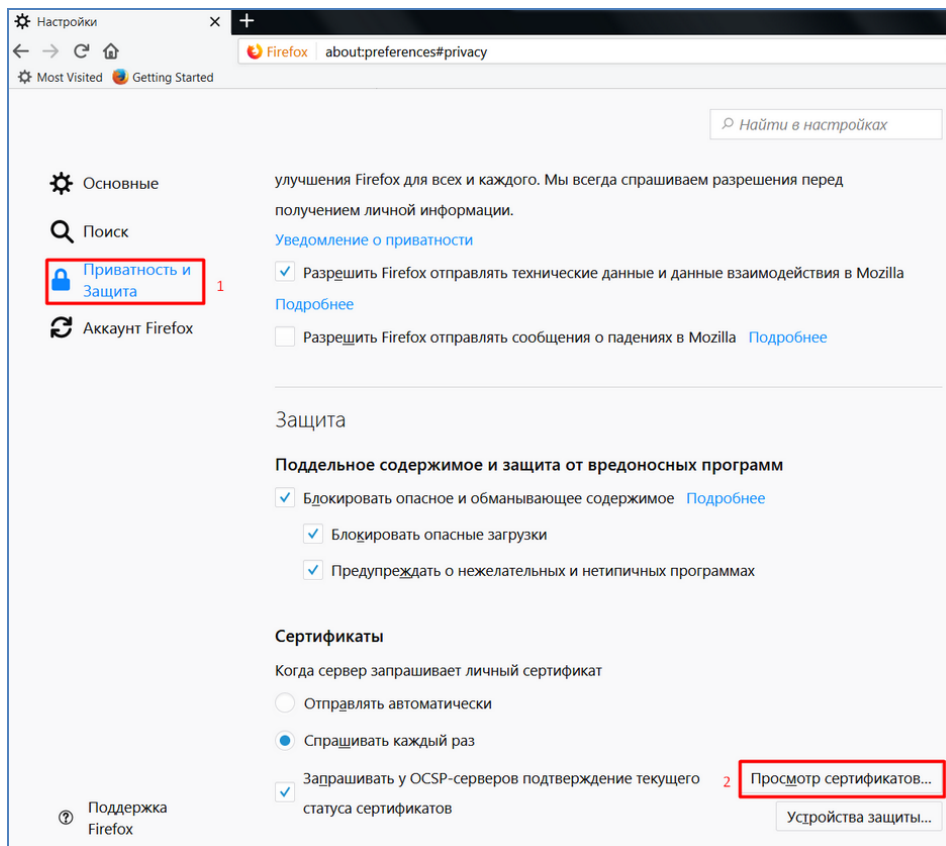 Настройки
Firefox about:preferences#privacy
Most Visited Getting Started
Найти в настройках
Основные
Поиск
Приватность и
Защита
1
Аккаунт Firefox
улучшения Firefox для всех и каждого. Мы всегда спрашиваем разрешения перед
получением личной информации.
Уведомление о приватности
Разрешить Firefox отправлять технические данные и данные взаимодействия в Mozilla
Подробнее
Разрешить Firefox отправлять сообщения о падениях в Mozilla Подробнее
Защита
Поддельное содержимое и защита от вредоносных программ
Блокировать опасное и обманывающее содержимое Подробнее
Блокировать опасные загрузки
Предупреждать о нежелательных и нетипичных программах
Сертификаты
Когда сервер запрашивает личный сертификат
Отправлять автоматически
Спрашивать каждый раз
Запрашивать у OCSP-серверов подтверждение текущего
статуса сертификатов
2 Просмотр сертификатов...
Устройства защиты...
Поддержка
Firefox